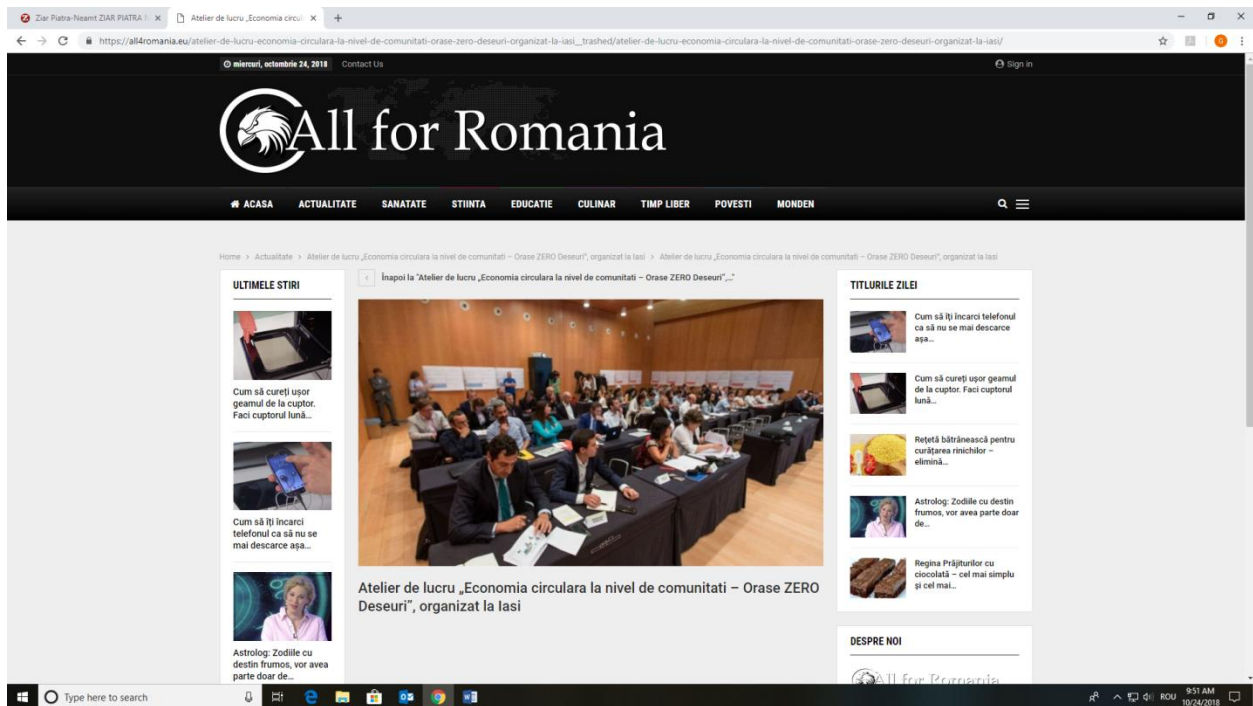 Ziar Piatra-Neamt ZIAR PIATRA
Atelier de lucru „Economia circul
https://all4romania.eu/atelier-de-lucru-economia-circulara-la-nivel-de-comunitati-orase-zero-deseuri-organizat-la-iasi__trashed/atelier-de-lucru-economia-circulara-la-nivel-de-comunitati-orase-zero-deseuri-organizat-la-iasi/
miercuri, octombrie 24, 2018 Contact Us Sign in
All for Romania
ACASA ACTUALITATE SANATATE STIINTA EDUCATIE CULINAR TIMP LIBER POVESTI MONDEN
Home > Actualitate > Atelier de lucru „Economia circulara la nivel de comunitati – Orase ZERO Deseuri”, organizat la Iasi > Atelier de lucru „Economia circulara la nivel de comunitati – Orase ZERO Deseuri”, organizat la Iasi
ULTIMELE STIRI
Cum să cureți ușor
geamul de la cuptor.
Faci cuptorul lună...
Cum să îți încarci
telefonul ca să nu se
mai descarce așa...
Astrolog: Zodiile cu
destin frumos, vor avea
parte doar de...
Înapoi la "Atelier de lucru „Economia circulara la nivel de comunitati – Orase ZERO Deseuri”,..."
Atelier de lucru „Economia circulara la nivel de comunitati – Orase ZERO
Deseuri”, organizat la Iasi
TITLURILE ZILEI
Cum să îți încarci telefonul
ca să nu se mai descarce
așa...
Cum să cureți ușor geamul
de la cuptor. Faci cuptorul
lună...
Rețetă bătrânească pentru
curățarea rinichilor –
elimină...
Astrolog: Zodiile cu destin
frumos, vor avea parte doar
de...
Regina Prăjiturilor cu
ciocolată – cel mai simplu
și cel mai...
DESPRE NOI
All for Romania
Type here to search
ROU
9:51 AM
10/24/2018